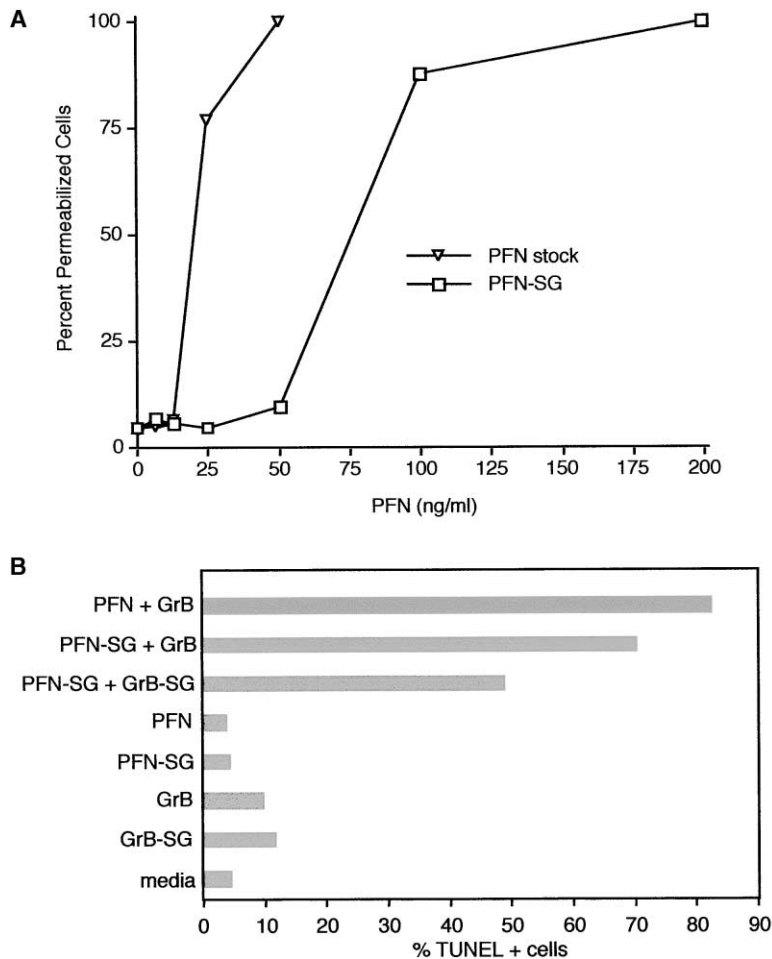 A
100
75
50
25
0
Percent Permeabilized Cells
PFN stock
PFN-SG
0 25 50 75 100 125 150 175 200
PFN (ng/ml)
B
PFN + GrB
PFN-SG + GrB
PFN-SG + GrB-SG
PFN
PFN-SG
GrB
GrB-SG
media
0 10 20 30 40 50 60 70 80 90
% TUNEL + cells